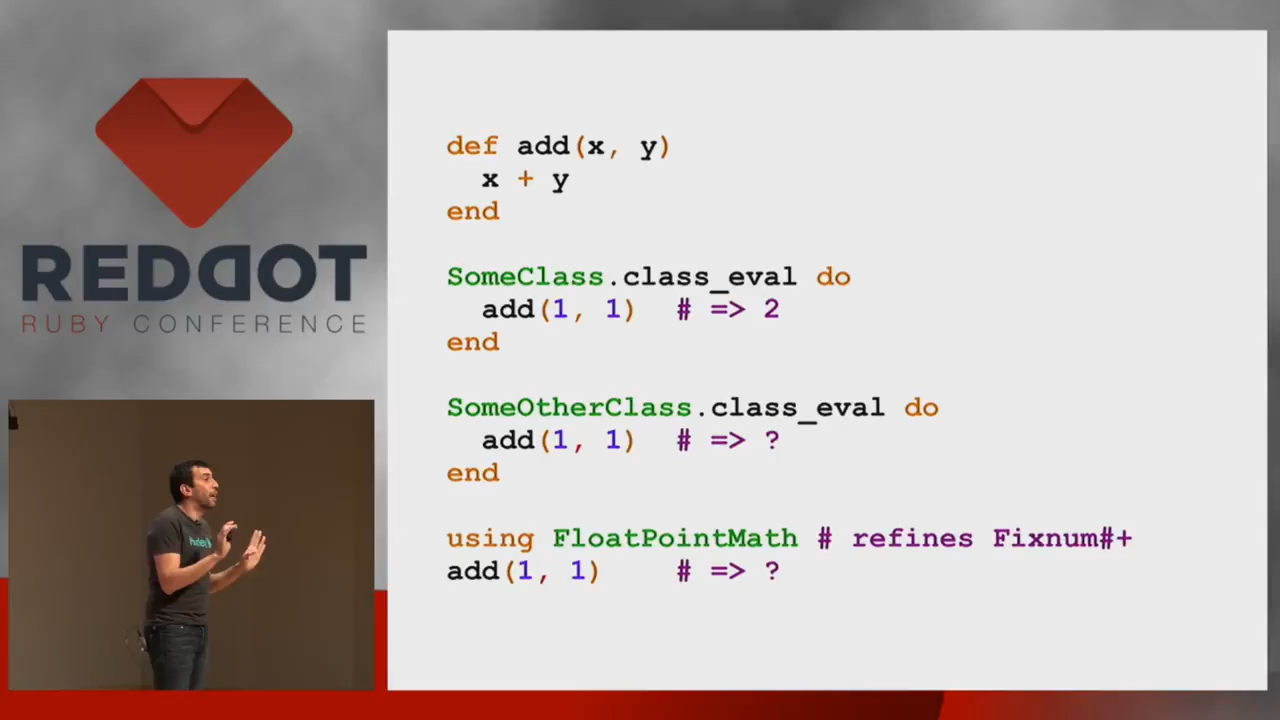 REDDOT
RUBY CONFERENCE
def add(x, y)
  x + y
end
SomeClass.class_eval do
  add(1, 1)  # => 2
end
SomeOtherClass.class_eval do
  add(1, 1)  # => ?
end
using FloatPointMath # refines Fixnum#+
add(1, 1)    # => ?